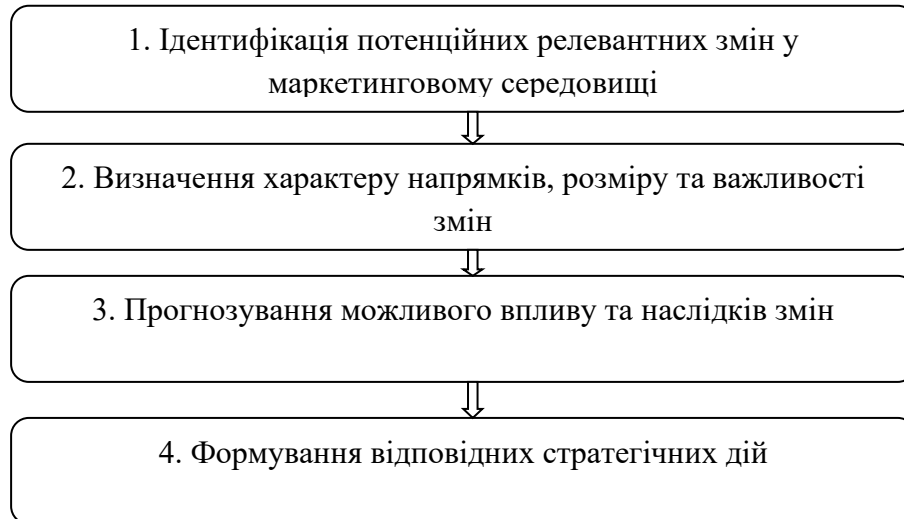 1. Ідентифікація потенційних релевантних змін у
маркетинговому середовищі
2. Визначення характеру напрямків, розміру та важливості
змін
3. Прогнозування можливого впливу та наслідків змін
4. Формування відповідних стратегічних дій